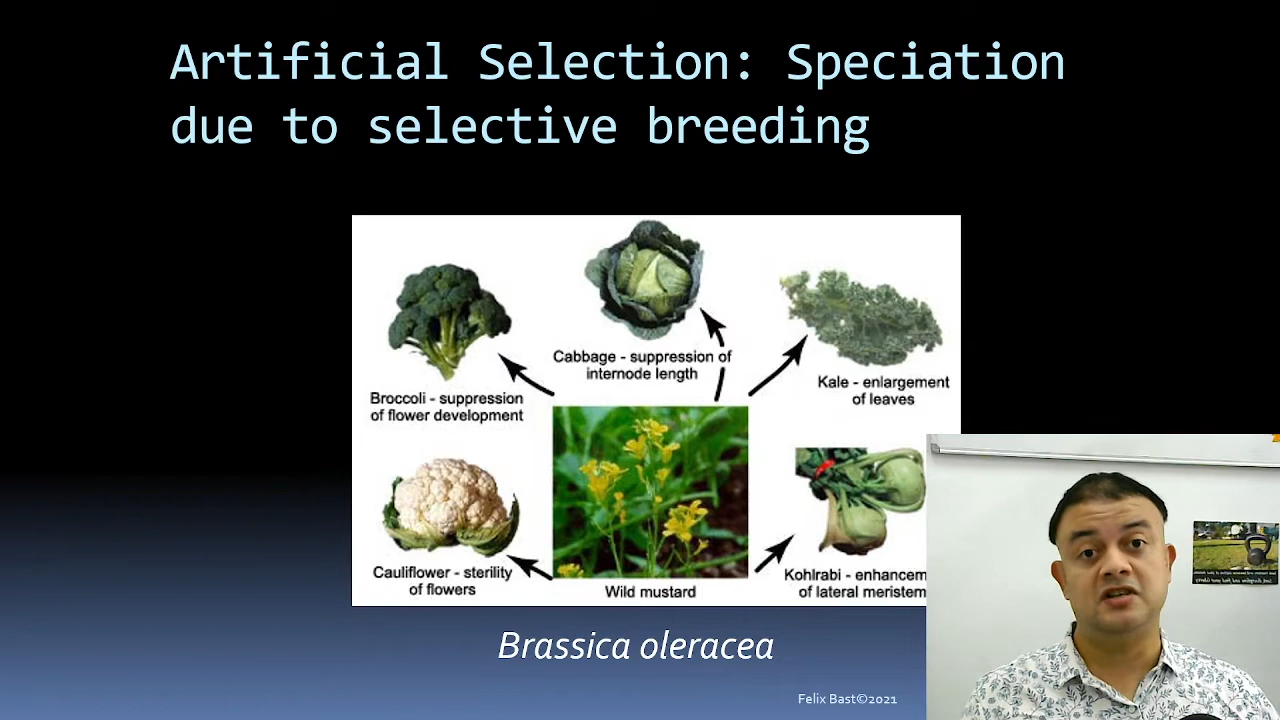 Artificial Selection: Speciation
due to selective breeding
Cabbage - suppression of
internode length
Kale - enlargement
of leaves
Broccoli - suppression
of flower development
Cauliflower - sterility
of flowers
Wild mustard
Kohlrabi - enhancem
of lateral meristem
Brassica oleracea
Felix Bast©2021